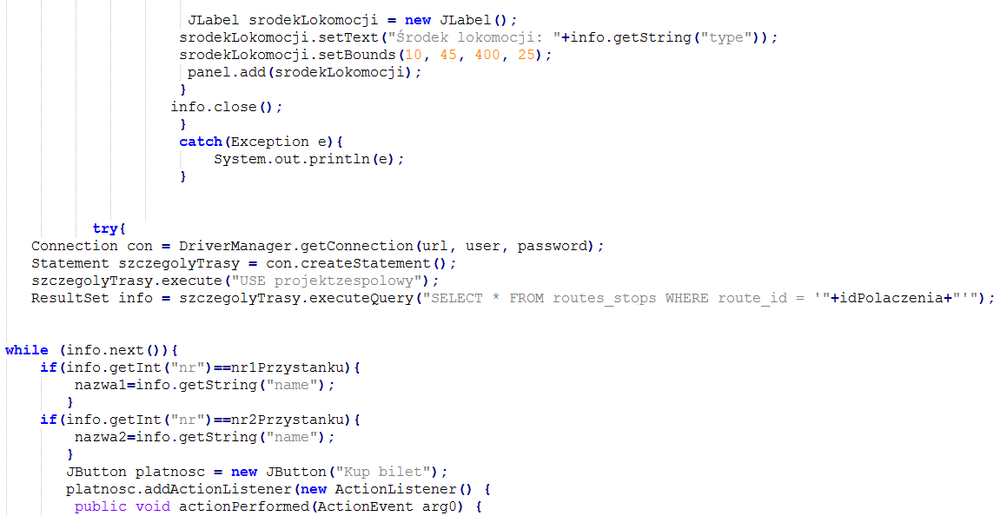 JLabel srodekLokomocji = new JLabel();
srodekLokomocji.setText("Środek lokomocji: "+info.getString("type"));
srodekLokomocji.setBounds(10, 45, 400, 25);
panel.add(srodekLokomocji);
}
info.close();
}
catch(Exception e){
System.out.println(e);
}
try{
Connection con = DriverManager.getConnection(url, user, password);
Statement szczegolyTrasy = con.createStatement();
szczegolyTrasy.execute("USE projektzespolowy");
ResultSet info = szczegolyTrasy.executeQuery("SELECT * FROM routes_stops WHERE route_id = '"+idPolaczenia+"'");
while (info.next()){
if(info.getInt("nr")==nr1Przystanku){
nazwa1=info.getString("name");
}
if(info.getInt("nr")==nr2Przystanku){
nazwa2=info.getString("name");
}
JButton platnosc = new JButton("Kup bilet");
platnosc.addActionListener(new ActionListener() {
public void actionPerformed(ActionEvent arg0) {